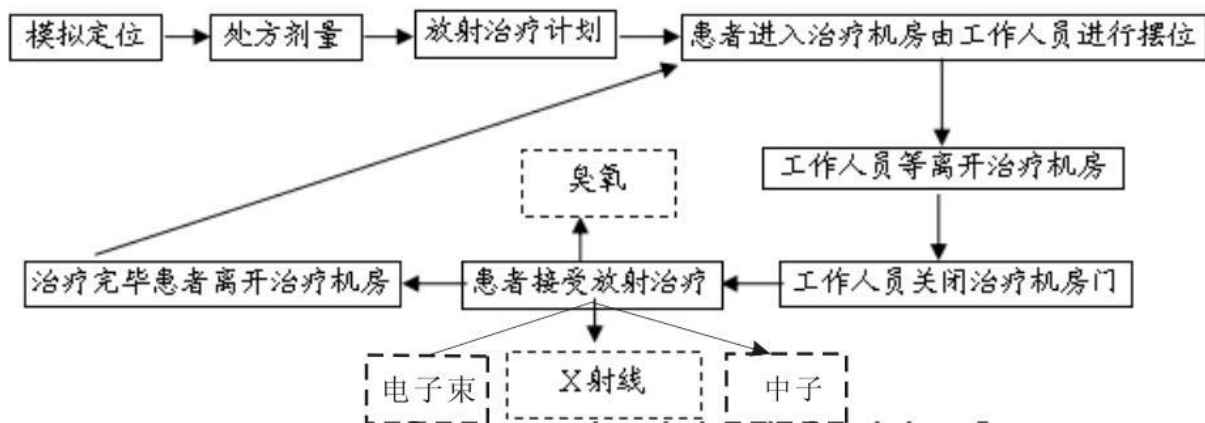 模拟定位
处方剂量
放射治疗计划
患者进入治疗机房由工作人员进行摆位
工作人员等离开治疗机房
臭氧
治疗完毕患者离开治疗机房
患者接受放射治疗
工作人员关闭治疗机房门
电子束
X射线
中子